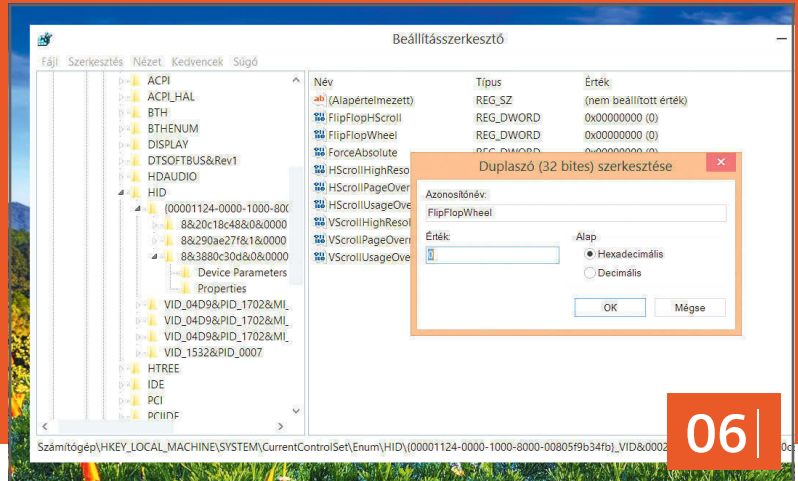 Beállításszerkesztő
Fájl Szerkesztés Nézet Kedvencek Súgó
ACPI
ACPI_HAL
BTH
BTHENUM
DISPLAY
DTSOFTBUS&Rev1
HDAUDIO
HID
{00001124-0000-1000-800
8&20c18c48&0&0000
8&290ae27f&1&0000
8&3880c30d&0&0000
Device Parameters
Properties
VID_04D9&PID_1702&MI_
VID_04D9&PID_1702&MI_
VID_04D9&PID_1702&MI_
VID_1532&PID_0007
HTREE
IDE
PCI
PCIIDE
Név Típus Érték
(Alapértelmezett) REG_SZ (nem beállított érték)
FlipFlopHScroll REG_DWORD 0x00000000 (0)
FlipFlopWheel REG_DWORD 0x00000000 (0)
ForceAbsolute REG_DWORD 0x00000000 (0)
HScrollHighReso
HScrollPageOver
HScrollUsageOve
VScrollHighResol
VScrollPageOverr
VScrollUsageOve
Duplaszó (32 bites) szerkesztése
Azonosítónév:
FlipFlopWheel
Érték:
0
Alap
Hexadecimális
Decimális
OK Mégse
Számítógép\HKEY_LOCAL_MACHINE\SYSTEM\CurrentControlSet\Enum\HID\{00001124-0000-1000-8000-00805f9b34fb}_VID&0002
06